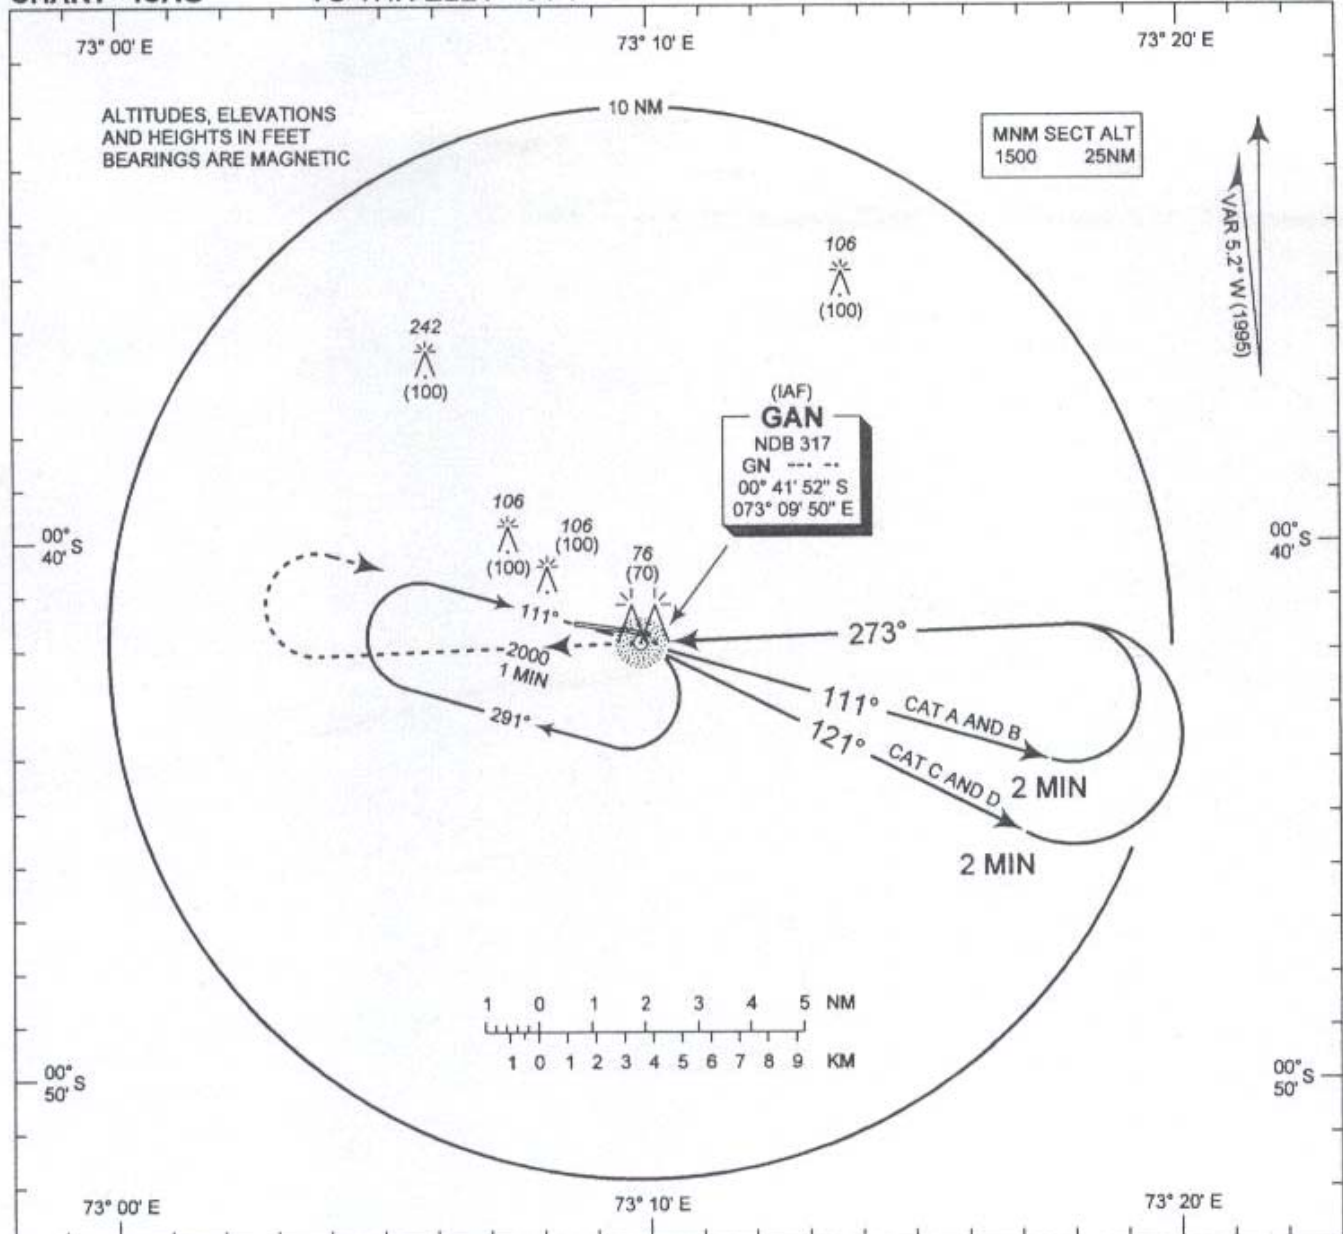 73° 00' E
73° 10' E
73° 20' E
ALTITUDES, ELEVATIONS
AND HEIGHTS IN FEET
BEARINGS ARE MAGNETIC
10 NM
MNM SECT ALT
1500 25NM
VAR 5.2° W (1995)
106
(100)
242
(100)
(IAF)
GAN
NDB 317
GN --· -·
00° 41' 52" S
073° 09' 50" E
106
(100)
106
(100)
76
(70)
00° S
40'
00° S
40'
111°
2000
1 MIN
291°
273°
111° CAT A AND B
2 MIN
121° CAT C AND D
2 MIN
1 0 1 2 3 4 5 NM
1 0 1 2 3 4 5 6 7 8 9 KM
00° S
50'
00° S
50'
73° 00' E
73° 10' E
73° 20' E